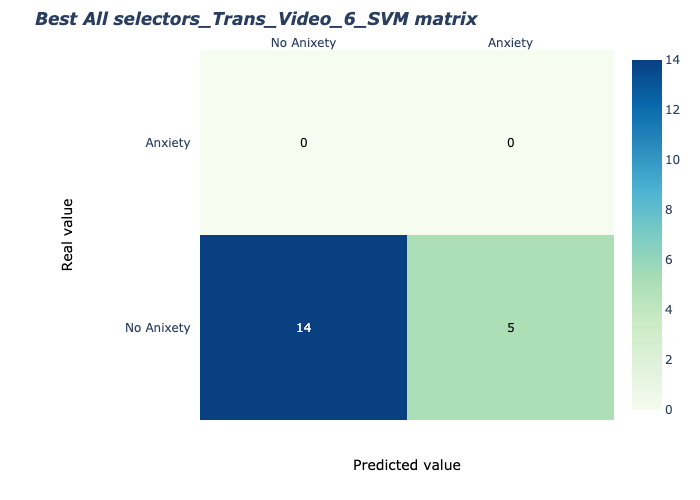 Best All selectors_Trans_Video_6_SVM matrix
No Anixety Anxiety
14
12
Anxiety 0 0
10
8
Real value
6
4
No Anixety 14 5
2
0
Predicted value